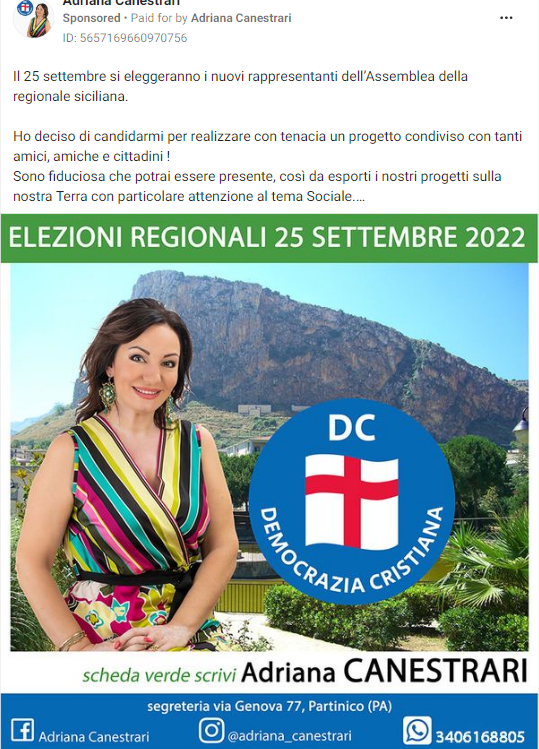 Adriana Canestrari
Sponsored • Paid for by Adriana Canestrari
ID: 5657169660970756
Il 25 settembre si eleggeranno i nuovi rappresentanti dell'Assemblea della
regionale siciliana.
Ho deciso di candidarmi per realizzare con tenacia un progetto condiviso con tanti
amici, amiche e cittadini !
Sono fiduciosa che potrai essere presente, così da esporti i nostri progetti sulla
nostra Terra con particolare attenzione al tema Sociale....
ELEZIONI REGIONALI 25 SETTEMBRE 2022
DC
DEMOCRAZIA CRISTIANA
scheda verde scrivi Adriana CANESTRARI
segreteria via Genova 77, Partinico (PA)
Adriana Canestrari @adriana_canestrari 3406168805